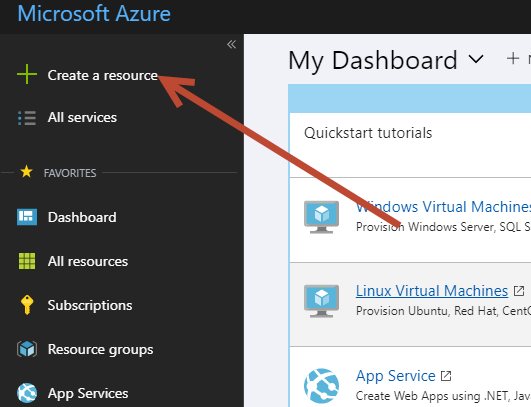 Microsoft Azure
«
Create a resource
All services
FAVORITES
Dashboard
All resources
Subscriptions
Resource groups
App Services
My Dashboard
Quickstart tutorials
Windows Virtual Machines
Provision Windows Server, SQL S
Linux Virtual Machines
Provision Ubuntu, Red Hat, Cent
App Service
Create Web Apps using .NET, Jav